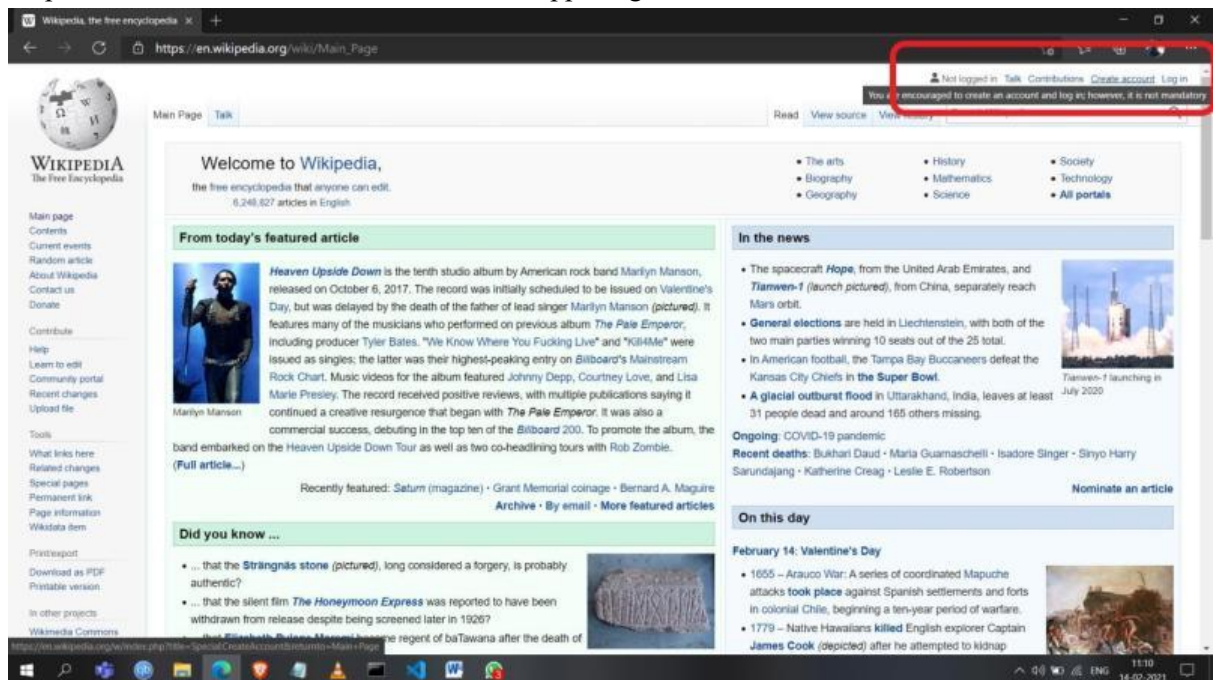 Wikipedia, the free encyclopedia
https://en.wikipedia.org/wiki/Main_Page
Not logged in Talk Contributions Create account Log in
You are encouraged to create an account and log in; however, it is not mandatory
Main Page Talk
Read View source View history
WIKIPEDIA
The Free Encyclopedia
Main page
Contents
Current events
Random article
About Wikipedia
Contact us
Donate
Contribute
Help
Learn to edit
Community portal
Recent changes
Upload file
Tools
What links here
Related changes
Special pages
Permanent link
Page information
Wikidata item
Print/export
Download as PDF
Printable version
In other projects
Wikimedia Commons
Welcome to Wikipedia,
the free encyclopedia that anyone can edit.
6,248,827 articles in English
• The arts
• Biography
• Geography
• History
• Mathematics
• Science
• Society
• Technology
• All portals
From today's featured article
Heaven Upside Down is the tenth studio album by American rock band Marilyn Manson,
released on October 6, 2017. The record was initially scheduled to be issued on Valentine's
Day, but was delayed by the death of the father of lead singer Marilyn Manson (pictured). It
features many of the musicians who performed on previous album The Pale Emperor,
including producer Tyler Bates. "We Know Where You Fucking Live" and "Kill4Me" were
issued as singles; the latter was their highest-peaking entry on Billboard's Mainstream
Rock Chart. Music videos for the album featured Johnny Depp, Courtney Love, and Lisa
Marie Presley. The record received positive reviews, with multiple publications saying it
continued a creative resurgence that began with The Pale Emperor. It was also a
commercial success, debuting in the top ten of the Billboard 200. To promote the album, the
band embarked on the Heaven Upside Down Tour as well as two co-headlining tours with Rob Zombie.
(Full article...)
Marilyn Manson
Recently featured: Saturn (magazine) • Grant Memorial coinage • Bernard A. Maguire
Archive • By email • More featured articles
Did you know ...
• ... that the Strängnäs stone (pictured), long considered a forgery, is probably
authentic?
• ... that the silent film The Honeymoon Express was reported to have been
withdrawn from release despite being screened later in 1926?
regent of baTawana after the death of
In the news
• The spacecraft Hope, from the United Arab Emirates, and
Tianwen-1 (launch pictured), from China, separately reach
Mars orbit.
• General elections are held in Liechtenstein, with both of the
two main parties winning 10 seats out of the 25 total.
• In American football, the Tampa Bay Buccaneers defeat the
Kansas City Chiefs in the Super Bowl.
• A glacial outburst flood in Uttarakhand, India, leaves at least
31 people dead and around 165 others missing.
Tianwen-1 launching in
July 2020
Ongoing: COVID-19 pandemic
Recent deaths: Bukhari Daud • Maria Guarnaschelli • Isadore Singer • Sinyo Harry
Sarundajang • Katherine Creag • Leslie E. Robertson
Nominate an article
On this day
February 14: Valentine's Day
• 1655 – Arauco War: A series of coordinated Mapuche
attacks took place against Spanish settlements and forts
in colonial Chile, beginning a ten-year period of warfare.
• 1779 – Native Hawaiians killed English explorer Captain
James Cook (depicted) after he attempted to kidnap
https://en.wikipedia.org/w/index.php?title=Special:CreateAccount&returnto=Main+Page
ENG
11:10
14-02-2021